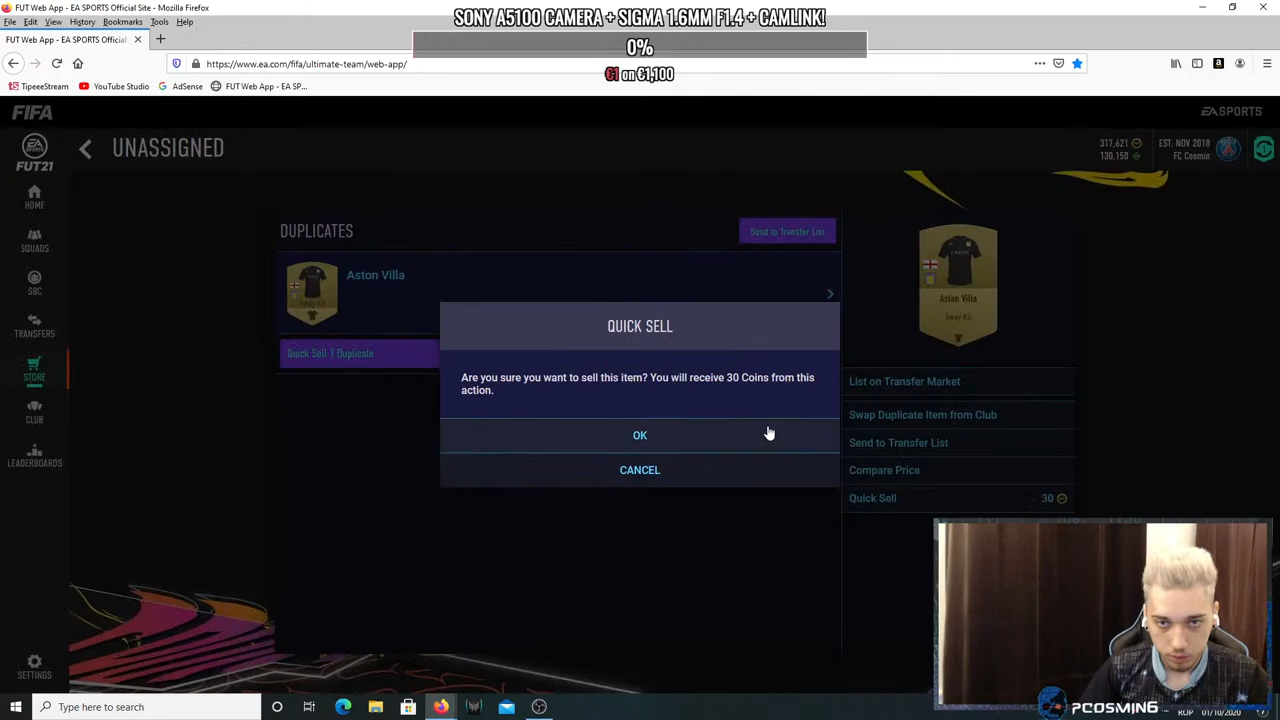 FUT Web App - EA SPORTS Official Site - Mozilla Firefox
File Edit View History Bookmarks Tools Help
SONY A5100 CAMERA + SIGMA 1.6MM F1.4 + CAMLINK!
FUT Web App - EA SPORTS Official
0%
€1 on €1,100
https://www.ea.com/fifa/ultimate-team/web-app/
TipeeeStream YouTube Studio AdSense FUT Web App - EA SP...
FIFA
EA SPORTS
FUT21
UNASSIGNED
317,621
130,150
EST. NOV 2018
FC Cosmin
HOME
SQUADS
SBC
TRANSFERS
STORE
CLUB
LEADERBOARDS
SETTINGS
DUPLICATES
Send to Transfer List
Aston Villa
Away Kit
Quick Sell 1 Duplicate
QUICK SELL
Are you sure you want to sell this item? You will receive 30 Coins from this
action.
OK
CANCEL
Aston Villa
Away Kit
List on Transfer Market
Swap Duplicate Item from Club
Send to Transfer List
Compare Price
Quick Sell 30
PCOSMIN6
Type here to search
ROP
01/10/2020